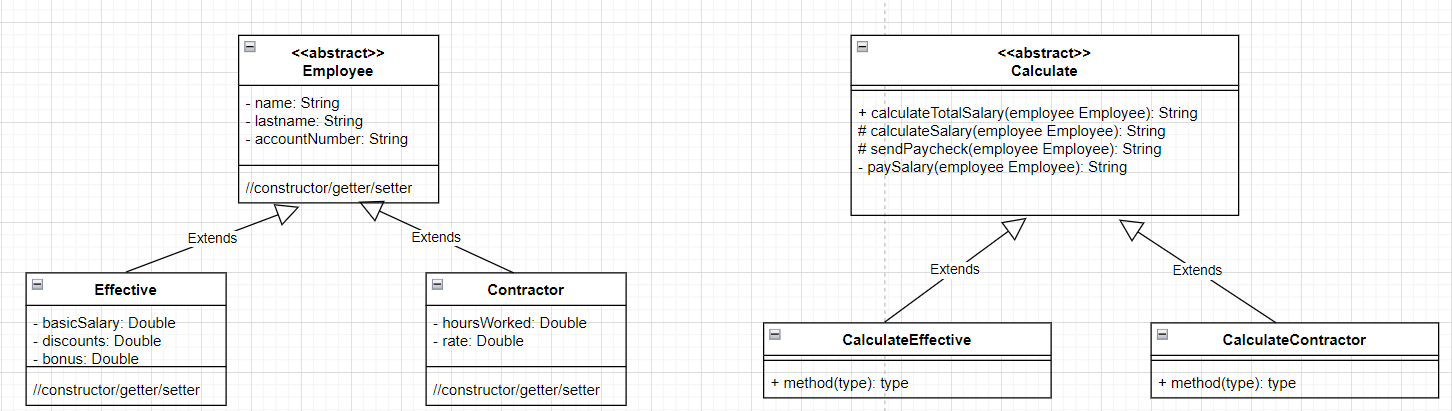 <<abstract>>
Employee
- name: String
- lastname: String
- accountNumber: String
//constructor/getter/setter
Extends
Extends
Effective
- basicSalary: Double
- discounts: Double
- bonus: Double
//constructor/getter/setter
Contractor
- hoursWorked: Double
- rate: Double
//constructor/getter/setter
<<abstract>>
Calculate
+ calculateTotalSalary(employee Employee): String
# calculateSalary(employee Employee): String
# sendPaycheck(employee Employee): String
- paySalary(employee Employee): String
Extends
Extends
CalculateEffective
+ method(type): type
CalculateContractor
+ method(type): type